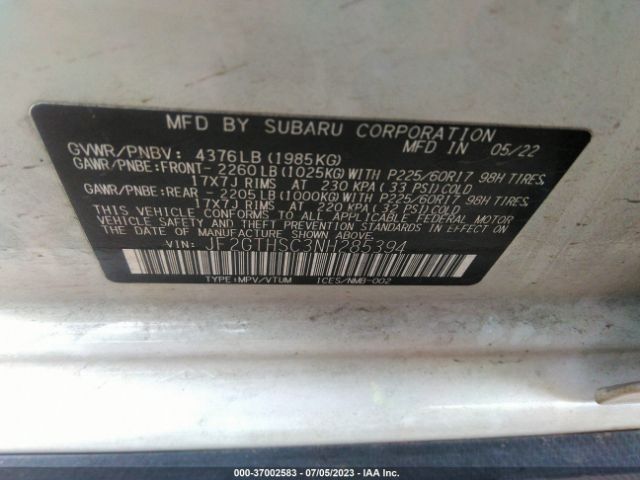 MFD BY SUBARU CORPORATION
MFD IN 05/22
GVWR/PNBV: 4376LB(1985KG)
GAWR/PNBE:FRONT- 2260LB(1025KG)WITH P225/60R17 98H TIRES,
17X7J RIMS AT 230 KPA(33 PSI)COLD
GAWR/PNBE:REAR - 2205LB(1000KG)WITH P225/60R17 98H TIRES,
17X7J RIMS AT 220 KPA(32 PSI)COLD
THIS VEHICLE CONFORMS TO ALL APPLICABLE FEDERAL MOTOR
VEHICLE SAFETY, BUMPER, AND THEFT PREVENTION STANDARDS IN EFFECT ON
THE DATE OF MANUFACTURE SHOWN ABOVE.
VIN: JF2GTHSC3NH285394
TYPE:MPV/VTUM ICES/NMB-002
000-37002583 - 07/05/2023 - IAA Inc.